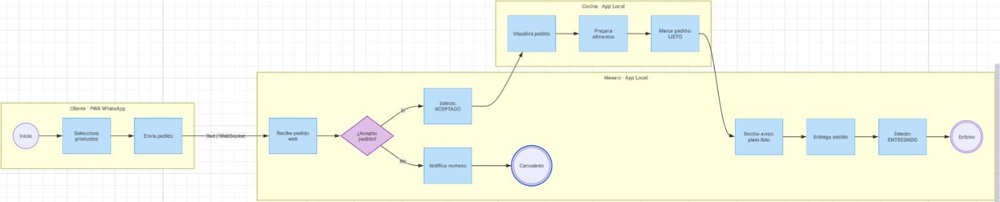 Cocina · App Local
Visualiza pedido
Prepara
alimentos
Marca pedido:
LISTO
Mesero · App Local
Cliente · PWA WhatsApp
Inicio
Selecciona
productos
Envía pedido
Red / WebSocket
Recibe pedido
web
¿Aceptar
pedido?
Sí
Estado:
ACEPTADO
No
Notifica rechazo
Cancelado
Recibe aviso:
plato listo
Entrega pedido
Estado:
ENTREGADO
Exitoso